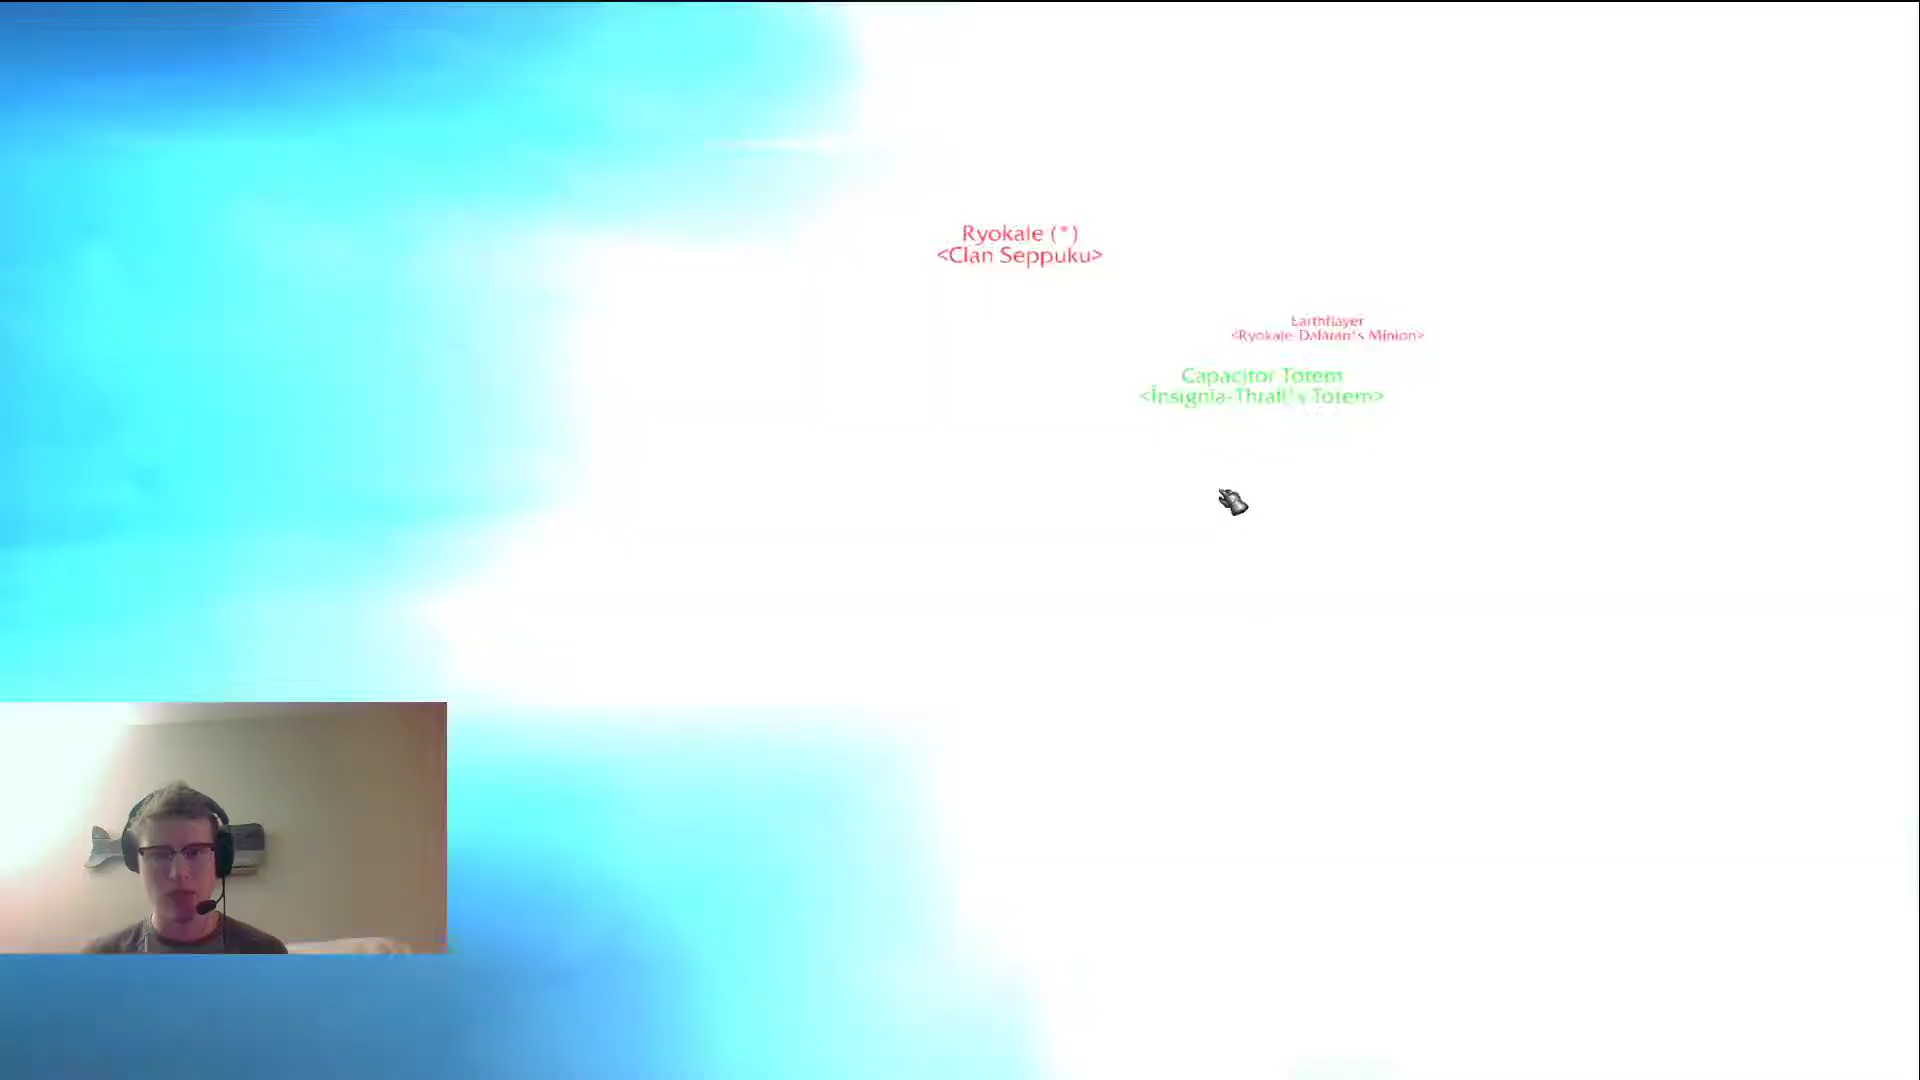 Ryokale (*)
<Clan Seppuku>
Earthflayer
<Ryokale-Dalaran's Minion>
Capacitor Totem
<Insignia-Thrall's Totem>